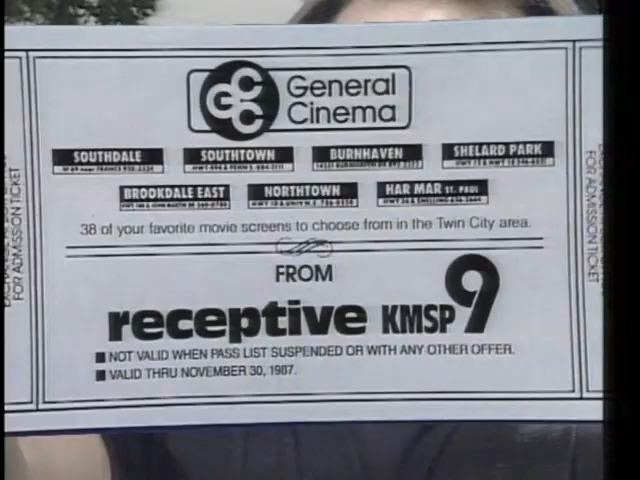 GCC General Cinema
SOUTHDALE SOUTHTOWN BURNHAVEN SHELARD PARK
BROOKDALE EAST NORTHTOWN HAR MAR ST. PAUL
38 of your favorite movie screens to choose from in the Twin City area.
FROM
receptive KMSP 9
NOT VALID WHEN PASS LIST SUSPENDED OR WITH ANY OTHER OFFER.
VALID THRU NOVEMBER 30, 1987.
FOR ADMISSION TICKET
FOR ADMISSION TICKET